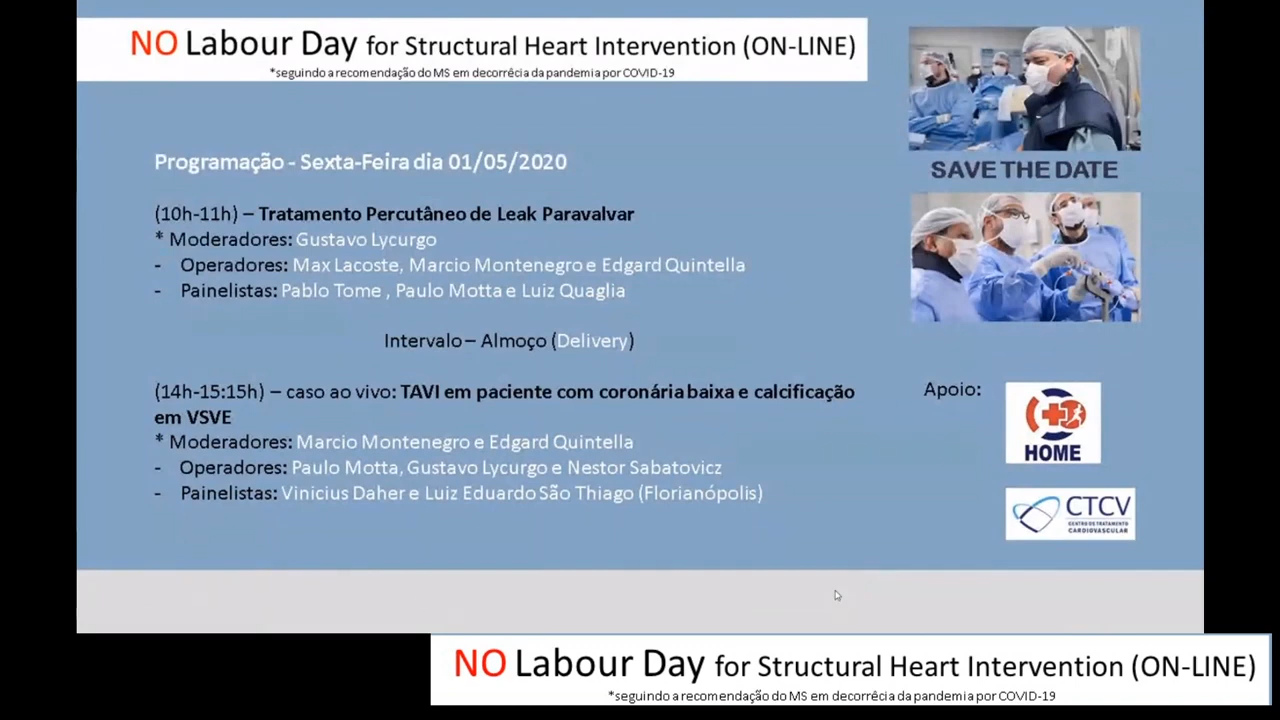 NO Labour Day for Structural Heart Intervention (ON-LINE)
*seguindo a recomendação do MS em decorrêcia da pandemia por COVID-19
SAVE THE DATE
Programação - Sexta-Feira dia 01/05/2020
(10h-11h) – Tratamento Percutâneo de Leak Paravalvar
* Moderadores: Gustavo Lycurgo
- Operadores: Max Lacoste, Marcio Montenegro e Edgard Quintella
- Painelistas: Pablo Tome , Paulo Motta e Luiz Quaglia
Intervalo – Almoço (Delivery)
(14h-15:15h) – caso ao vivo: TAVI em paciente com coronária baixa e calcificação
em VSVE
* Moderadores: Marcio Montenegro e Edgard Quintella
- Operadores: Paulo Motta, Gustavo Lycurgo e Nestor Sabatovicz
- Painelistas: Vinicius Daher e Luiz Eduardo São Thiago (Florianópolis)
Apoio:
HOME
CTCV
CENTRO DE TRATAMENTO
CARDIOVASCULAR
NO Labour Day for Structural Heart Intervention (ON-LINE)
*seguindo a recomendação do MS em decorrêcia da pandemia por COVID-19